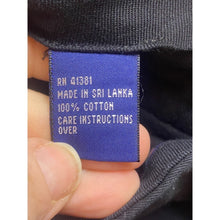 RN 41381
MADE IN SRI LANKA
100% COTTON
CARE INSTRUCTIONS
OVER